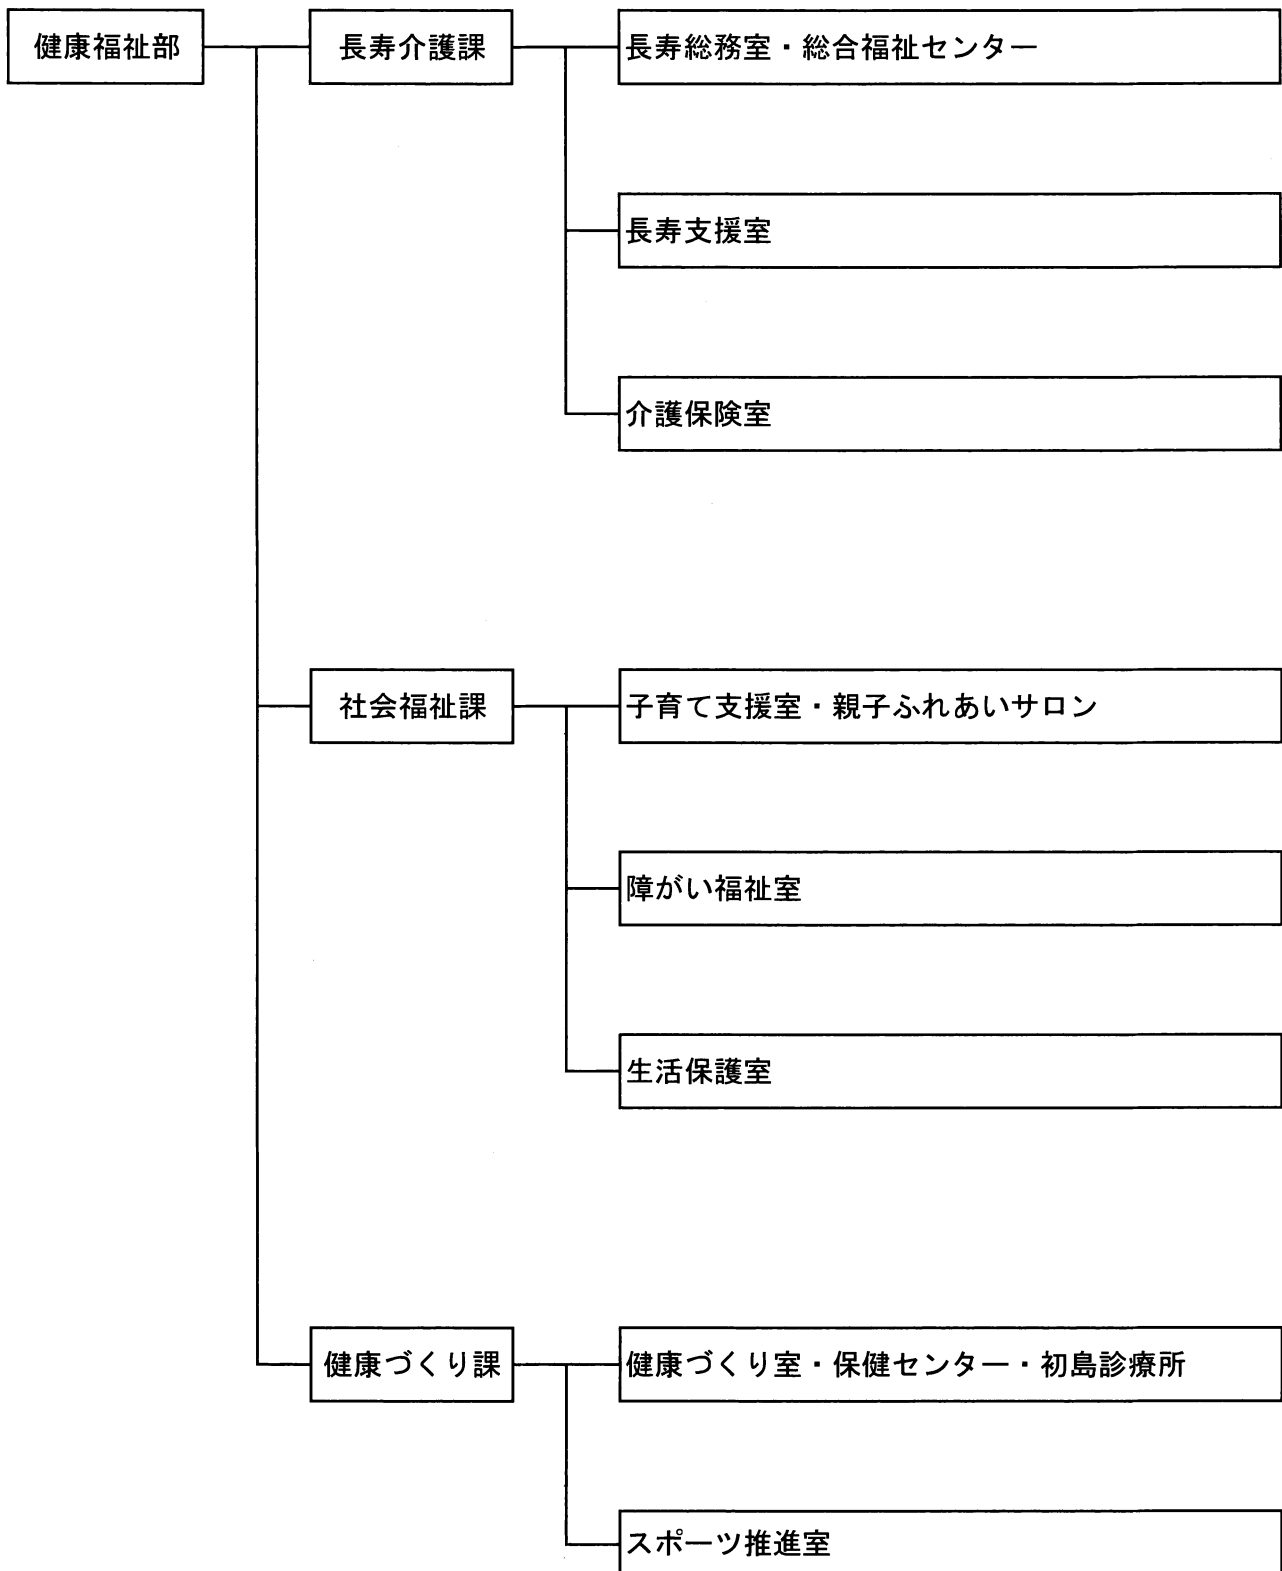 健康福祉部
長寿介護課
長寿総務室・総合福祉センター
長寿支援室
介護保険室
社会福祉課
子育て支援室・親子ふれあいサロン
障がい福祉室
生活保護室
健康づくり課
健康づくり室・保健センター・初島診療所
スポーツ推進室